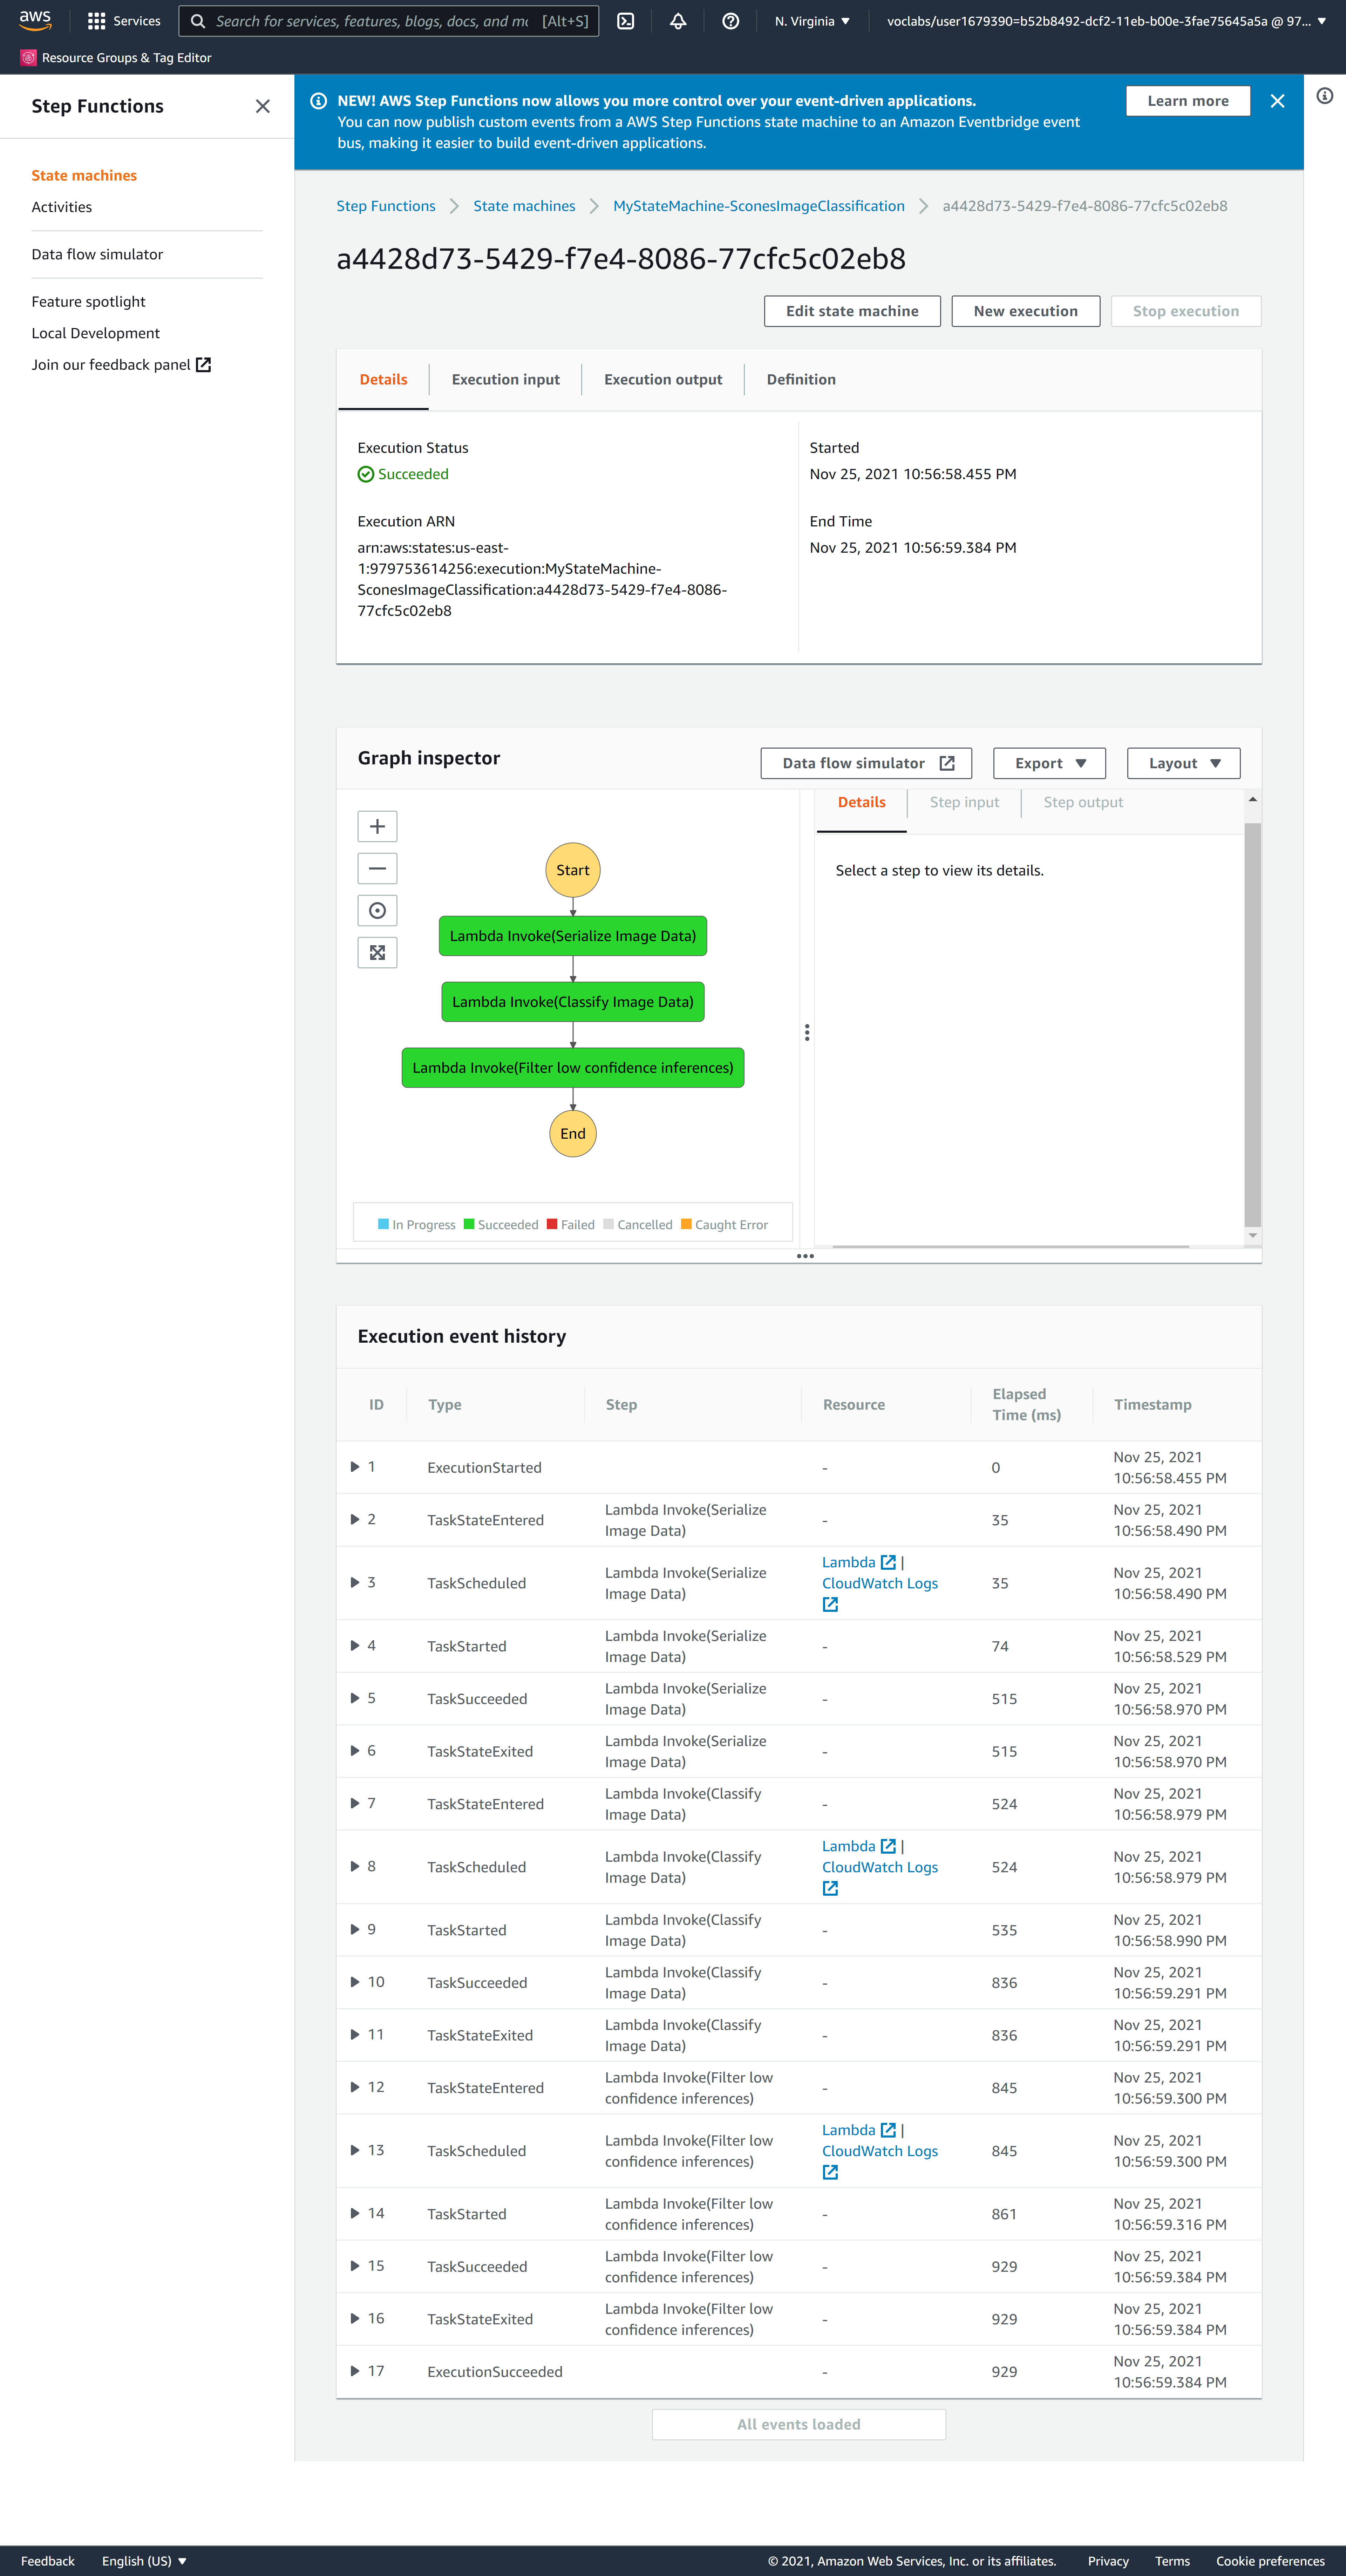 aws
Services
Search for services, features, blogs, docs, and mo [Alt+S]
N. Virginia ▼
voclabs/user1679390=b52b8492-dcf2-11eb-b00e-3fae75645a5a @ 97... ▼
Resource Groups & Tag Editor
Step Functions
State machines
Activities
Data flow simulator
Feature spotlight
Local Development
Join our feedback panel
NEW! AWS Step Functions now allows you more control over your event-driven applications.
You can now publish custom events from a AWS Step Functions state machine to an Amazon Eventbridge event
bus, making it easier to build event-driven applications.
Learn more
Step Functions > State machines > MyStateMachine-SconesImageClassification > a4428d73-5429-f7e4-8086-77cfc5c02eb8
a4428d73-5429-f7e4-8086-77cfc5c02eb8
Edit state machine
New execution
Stop execution
Details
Execution input
Execution output
Definition
Execution Status
Succeeded
Execution ARN
arn:aws:states:us-east-
1:979753614256:execution:MyStateMachine-
SconesImageClassification:a4428d73-5429-f7e4-8086-
77cfc5c02eb8
Started
Nov 25, 2021 10:56:58.455 PM
End Time
Nov 25, 2021 10:56:59.384 PM
Graph inspector
Data flow simulator
Export ▼
Layout ▼
Start
Lambda Invoke(Serialize Image Data)
Lambda Invoke(Classify Image Data)
Lambda Invoke(Filter low confidence inferences)
End
In Progress Succeeded Failed Cancelled Caught Error
Details
Step input
Step output
Select a step to view its details.
Execution event history
ID Type Step Resource Elapsed Timestamp
Time (ms)
1 ExecutionStarted - 0 Nov 25, 2021
10:56:58.455 PM
2 TaskStateEntered Lambda Invoke(Serialize - 35 Nov 25, 2021
Image Data) 10:56:58.490 PM
3 TaskScheduled Lambda Invoke(Serialize Lambda | 35 Nov 25, 2021
Image Data) CloudWatch Logs 10:56:58.490 PM
4 TaskStarted Lambda Invoke(Serialize - 74 Nov 25, 2021
Image Data) 10:56:58.529 PM
5 TaskSucceeded Lambda Invoke(Serialize - 515 Nov 25, 2021
Image Data) 10:56:58.970 PM
6 TaskStateExited Lambda Invoke(Serialize - 515 Nov 25, 2021
Image Data) 10:56:58.970 PM
7 TaskStateEntered Lambda Invoke(Classify - 524 Nov 25, 2021
Image Data) 10:56:58.979 PM
8 TaskScheduled Lambda Invoke(Classify Lambda | 524 Nov 25, 2021
Image Data) CloudWatch Logs 10:56:58.979 PM
9 TaskStarted Lambda Invoke(Classify - 535 Nov 25, 2021
Image Data) 10:56:58.990 PM
10 TaskSucceeded Lambda Invoke(Classify - 836 Nov 25, 2021
Image Data) 10:56:59.291 PM
11 TaskStateExited Lambda Invoke(Classify - 836 Nov 25, 2021
Image Data) 10:56:59.291 PM
12 TaskStateEntered Lambda Invoke(Filter low - 845 Nov 25, 2021
confidence inferences) 10:56:59.300 PM
13 TaskScheduled Lambda Invoke(Filter low Lambda | 845 Nov 25, 2021
confidence inferences) CloudWatch Logs 10:56:59.300 PM
14 TaskStarted Lambda Invoke(Filter low - 861 Nov 25, 2021
confidence inferences) 10:56:59.316 PM
15 TaskSucceeded Lambda Invoke(Filter low - 929 Nov 25, 2021
confidence inferences) 10:56:59.384 PM
16 TaskStateExited Lambda Invoke(Filter low - 929 Nov 25, 2021
confidence inferences) 10:56:59.384 PM
17 ExecutionSucceeded - 929 Nov 25, 2021
10:56:59.384 PM
All events loaded
Feedback English (US) ▼ © 2021, Amazon Web Services, Inc. or its affiliates. Privacy Terms Cookie preferences